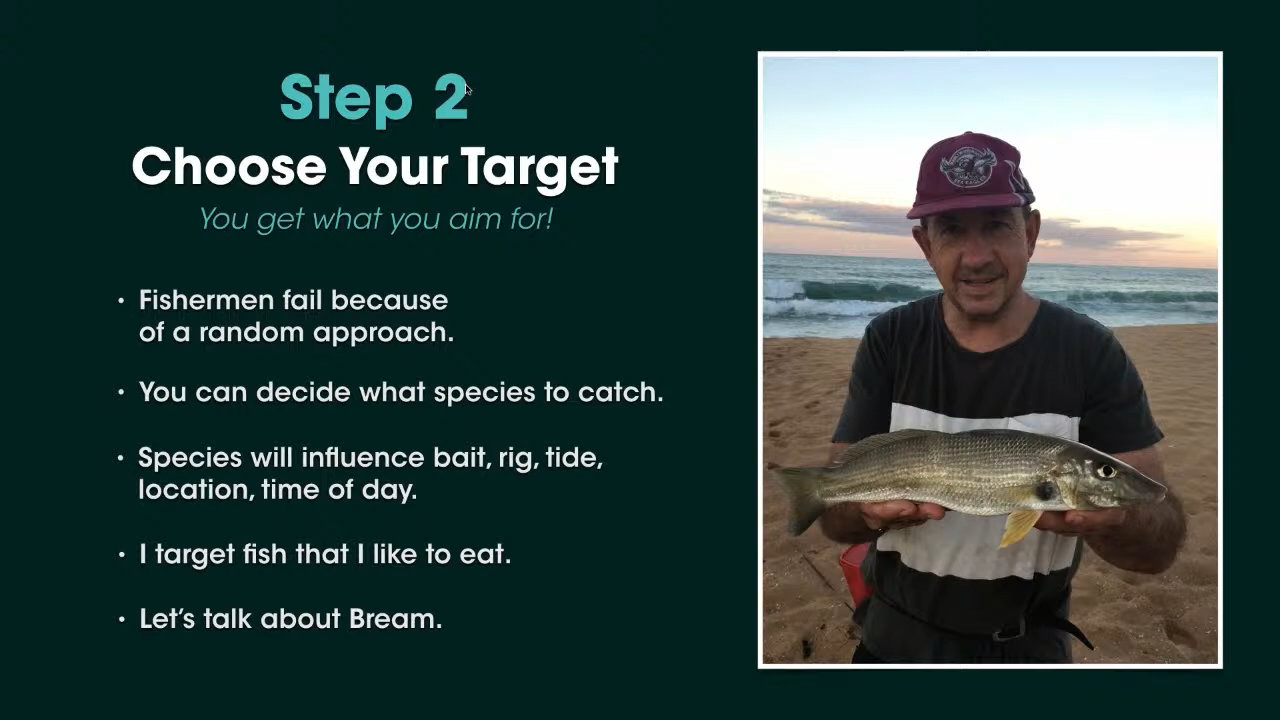 Step 2
Choose Your Target
You get what you aim for!
• Fishermen fail because
of a random approach.
• You can decide what species to catch.
• Species will influence bait, rig, tide,
location, time of day.
• I target fish that I like to eat.
• Let's talk about Bream.